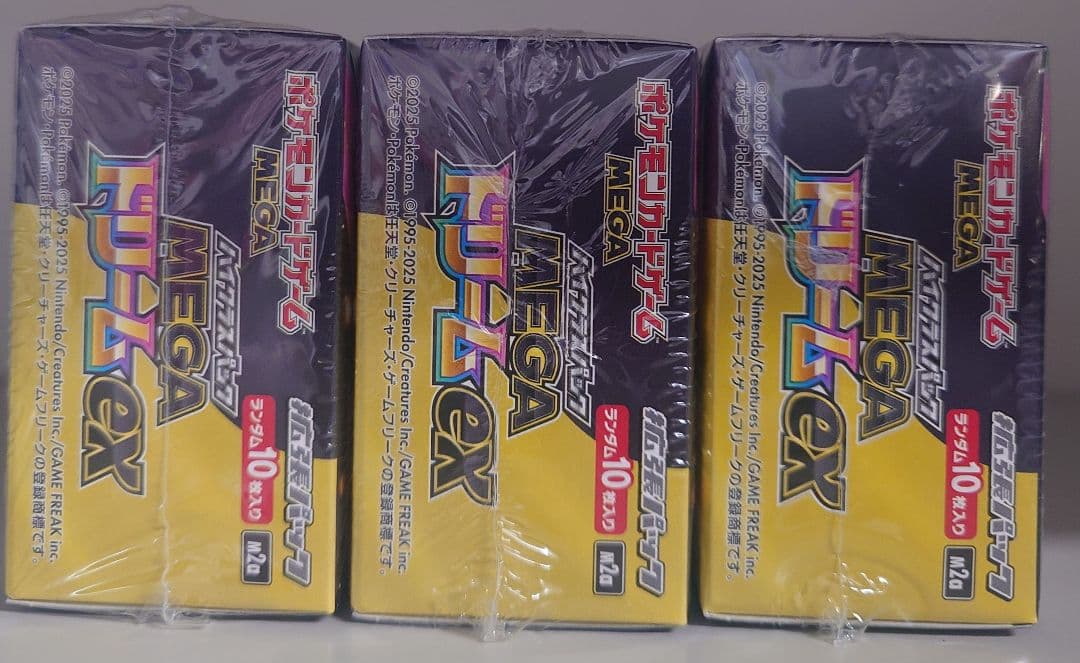 ポケモンカードゲーム
MEGA
拡張パック
ハイクラスパック
MEGA
ドリームex
ランダム10枚入り
M2a
©2025 Pokémon. ©1995-2025 Nintendo/Creatures Inc./GAME FREAK inc.
ポケモン・Pokémonは任天堂・クリーチャーズ・ゲームフリークの登録商標です。
ポケモンカードゲーム
MEGA
拡張パック
ハイクラスパック
MEGA
ドリームex
ランダム10枚入り
M2a
©2025 Pokémon. ©1995-2025 Nintendo/Creatures Inc./GAME FREAK inc.
ポケモン・Pokémonは任天堂・クリーチャーズ・ゲームフリークの登録商標です。
ポケモンカードゲーム
MEGA
拡張パック
ハイクラスパック
MEGA
ドリームex
ランダム10枚入り
M2a
©2025 Pokémon. ©1995-2025 Nintendo/Creatures Inc./GAME FREAK inc.
ポケモン・Pokémonは任天堂・クリーチャーズ・ゲームフリークの登録商標です。